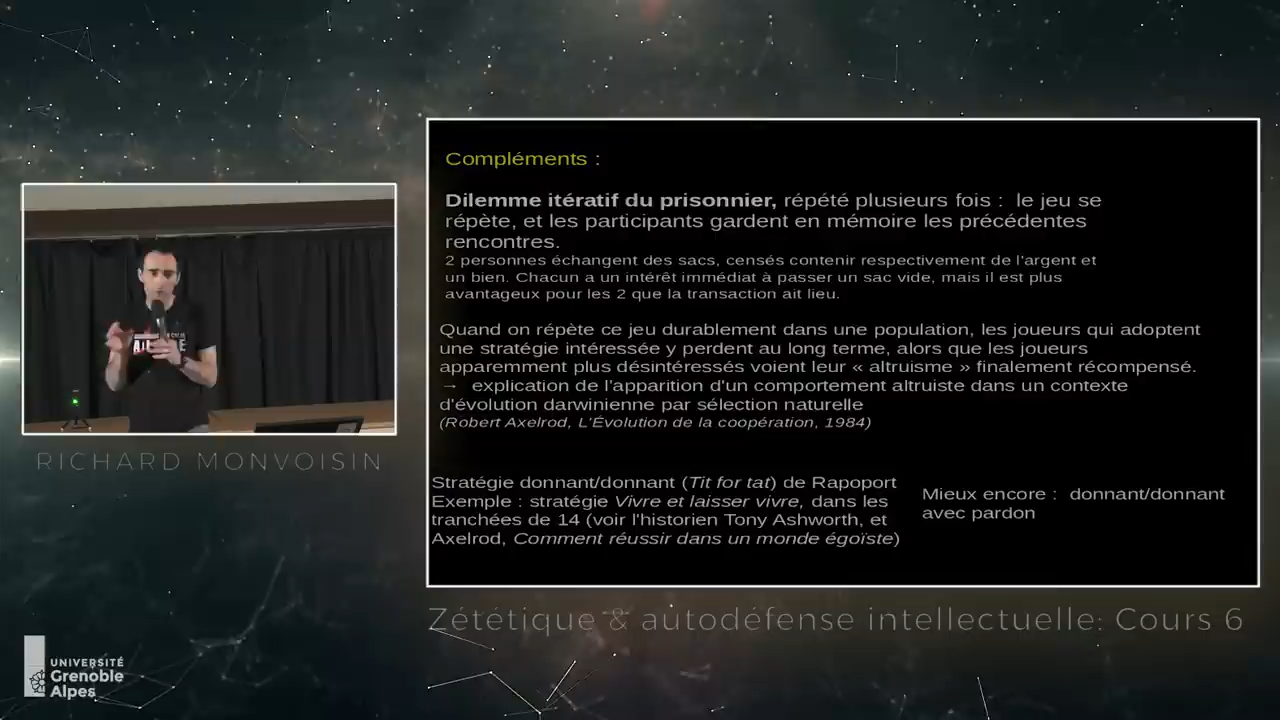 Compléments :
Dilemme itératif du prisonnier, répété plusieurs fois : le jeu se
répète, et les participants gardent en mémoire les précédentes
rencontres.
2 personnes échangent des sacs, censés contenir respectivement de l'argent et
un bien. Chacun a un intérêt immédiat à passer un sac vide, mais il est plus
avantageux pour les 2 que la transaction ait lieu.
Quand on répète ce jeu durablement dans une population, les joueurs qui adoptent
une stratégie intéressée y perdent au long terme, alors que les joueurs
apparemment plus désintéressés voient leur « altruisme » finalement récompensé.
→ explication de l'apparition d'un comportement altruiste dans un contexte
d'évolution darwinienne par sélection naturelle
(Robert Axelrod, L'Évolution de la coopération, 1984)
Stratégie donnant/donnant (Tit for tat) de Rapoport
Exemple : stratégie Vivre et laisser vivre, dans les
tranchées de 14 (voir l'historien Tony Ashworth, et
Axelrod, Comment réussir dans un monde égoïste)
Mieux encore : donnant/donnant
avec pardon
RICHARD MONVOISIN
Zététique & autodéfense intellectuelle: Cours 6
UNIVERSITÉ
Grenoble
Alpes